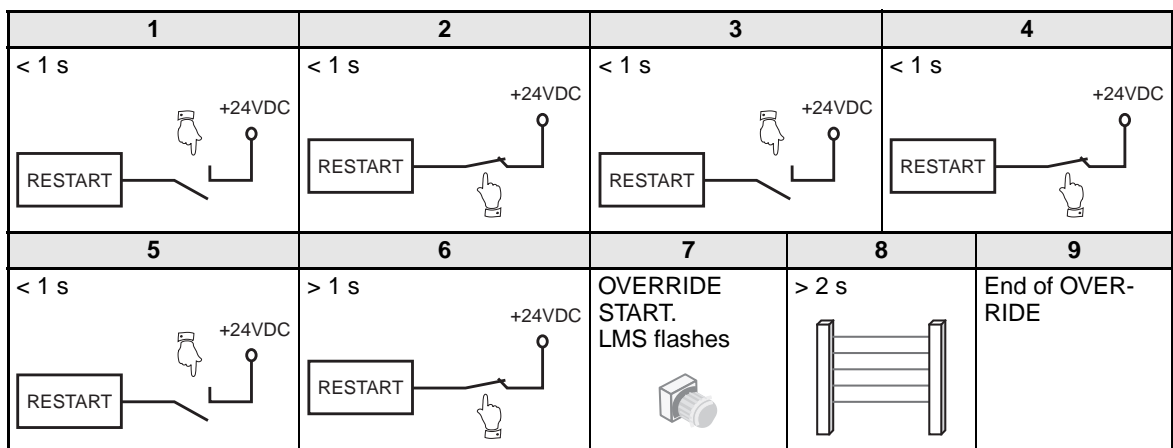 1 2 3 4
< 1 s < 1 s < 1 s < 1 s
+24VDC +24VDC +24VDC +24VDC
RESTART RESTART RESTART RESTART
5 6 7 8 9
< 1 s > 1 s OVERRIDE > 2 s End of OVER-
START. RIDE
LMS flashes
+24VDC +24VDC
RESTART RESTART